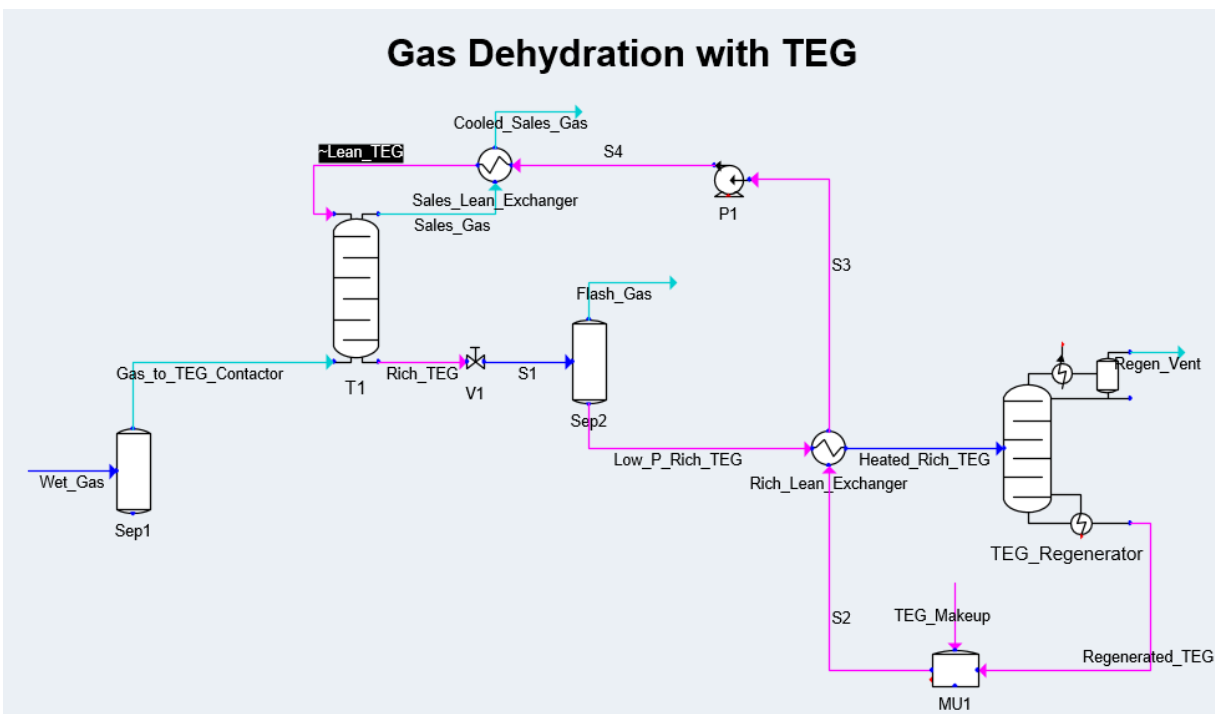 Gas Dehydration with TEG
Cooled_Sales_Gas
~Lean_TEG
S4
Sales_Lean_Exchanger
P1
Sales_Gas
S3
Flash_Gas
Gas_to_TEG_Contactor
Rich_TEG
S1
Regen_Vent
T1
V1
Sep2
Low_P_Rich_TEG
Heated_Rich_TEG
Wet_Gas
Rich_Lean_Exchanger
Sep1
TEG_Regenerator
TEG_Makeup
S2
Regenerated_TEG
MU1